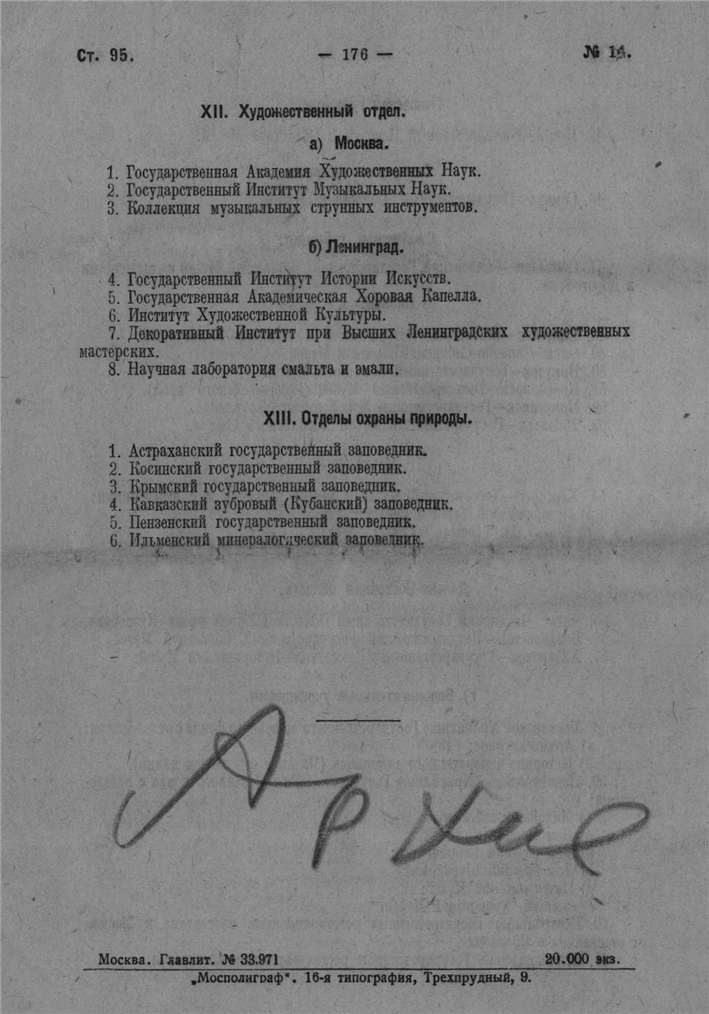 Ст. 95. — 176 — № 14.
XII. Художественный отдел.
а) Москва.
1. Государственная Академия Художественных Наук.
2. Государственный Институт Музыкальных Наук.
3. Коллекция музыкальных струнных инструментов.
б) Ленинград.
4. Государственный Институт Истории Искусств.
5. Государственная Академическая Хоровая Капелла.
6. Институт Художественной Культуры.
7. Декоративный Институт при Высших Ленинградских художественных
мастерских.
8. Научная лаборатория смальта и эмали.
XIII. Отделы охраны природы.
1. Астраханский государственный заповедник.
2. Косинский государственный заповедник.
3. Крымский государственный заповедник.
4. Кавказский зубровый (Кубанский) заповедник.
5. Пензенский государственный заповедник.
6. Ильменский минералогический заповедник.
Архив
Москва. Главлит. № 33.971 20.000 экз.
„Мосполиграф“. 16-я типография, Трехпрудный, 9.